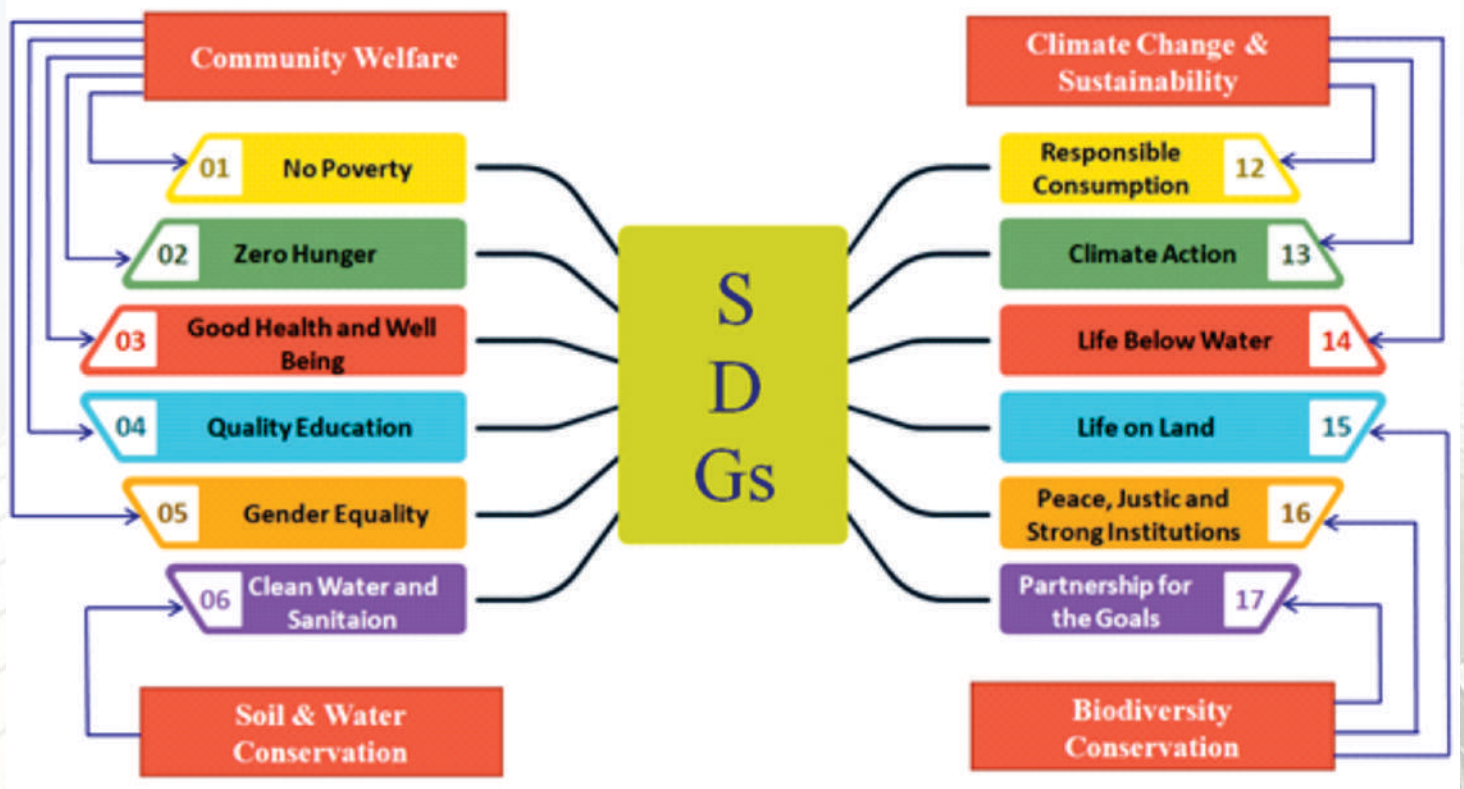 Community Welfare
01 No Poverty
02 Zero Hunger
03 Good Health and Well
Being
04 Quality Education
05 Gender Equality
06 Clean Water and
Sanitaion
Soil & Water
Conservation
S
D
Gs
Climate Change &
Sustainability
Responsible
Consumption 12
Climate Action 13
Life Below Water 14
Life on Land 15
Peace, Justic and
Strong Institutions 16
Partnership for
the Goals 17
Biodiversity
Conservation